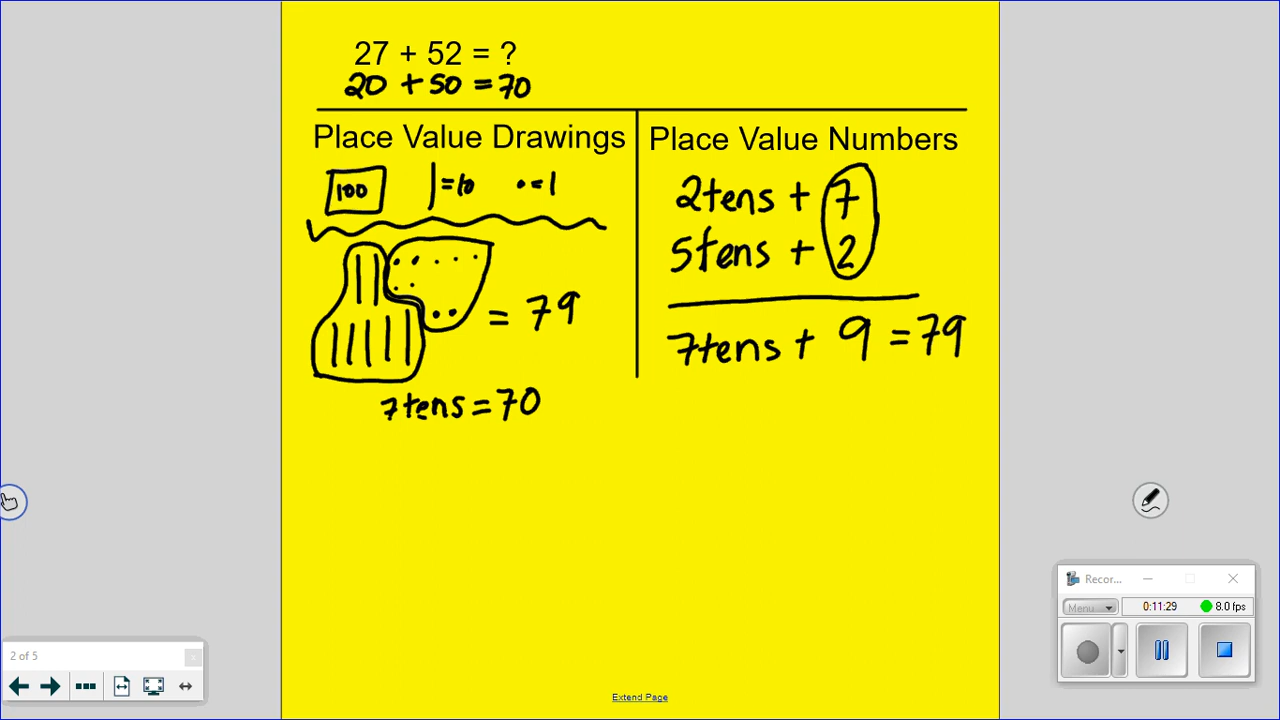 27 + 52 = ?
20 + 50 = 70
Place Value Drawings
100 | = 10 • = 1
= 79
7tens = 70
Place Value Numbers
2tens + 7
5tens + 2
7tens + 9 = 79
Extend Page
2 of 5
x
Recor...
Menu
0:11:29
8.0 fps